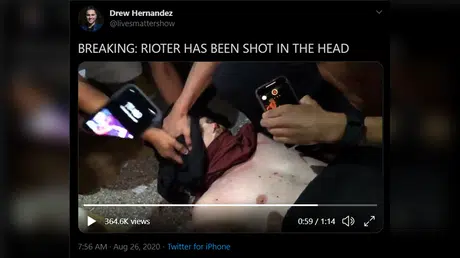 Drew Hernandez
@livesmattershow
BREAKING: RIOTER HAS BEEN SHOT IN THE HEAD
364.6K views
0:59 / 1:14
7:56 AM · Aug 26, 2020 · Twitter for iPhone